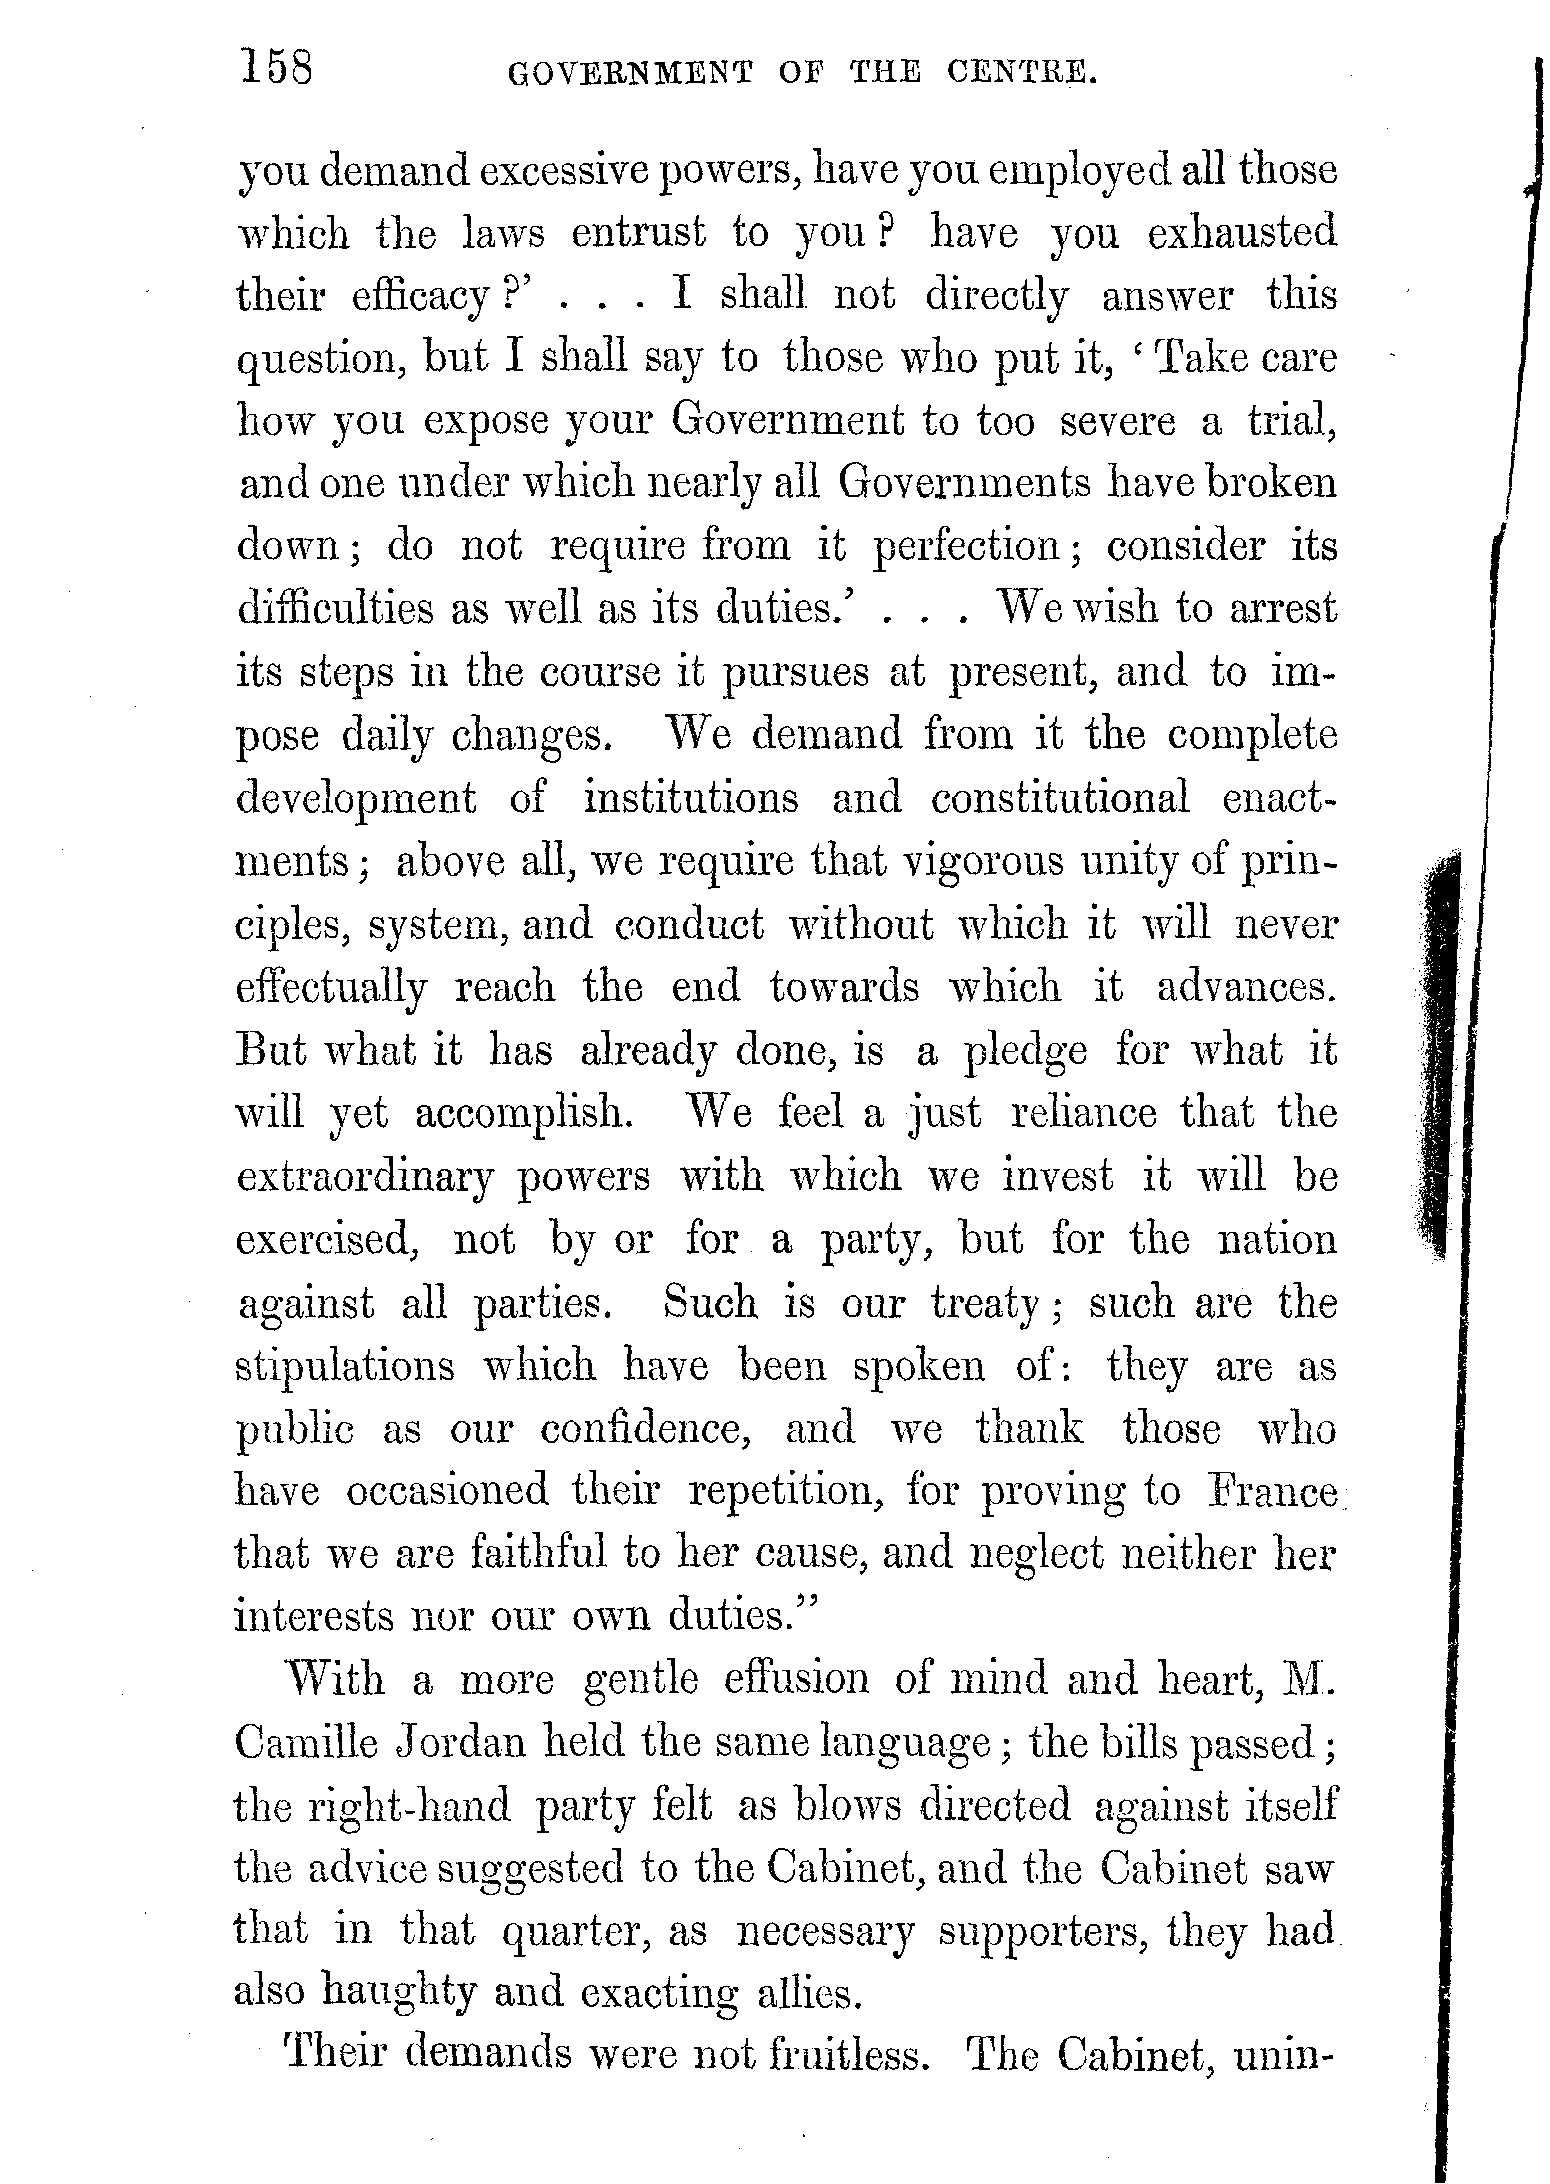 158 GOVERNMENT OF THE CENTRE.
you demand excessive powers, have you employed all those
which the laws entrust to you? have you exhausted
their efficacy?' . . . I shall not directly answer this
question, but I shall say to those who put it, ‘Take care
how you expose your Government to too severe a trial,
and one under which nearly all Governments have broken
down; do not require from it perfection; consider its
difficulties as well as its duties.’ . . . We wish to arrest
its steps in the course it pursues at present, and to im-
pose daily changes. We demand from it the complete
development of institutions and constitutional enact-
ments; above all, we require that vigorous unity of prin-
ciples, system, and conduct without which it will never
effectually reach the end towards which it advances.
But what it has already done, is a pledge for what it
will yet accomplish. We feel a just reliance that the
extraordinary powers with which we invest it will be
exercised, not by or for a party, but for the nation
against all parties. Such is our treaty; such are the
stipulations which have been spoken of: they are as
public as our confidence, and we thank those who
have occasioned their repetition, for proving to France
that we are faithful to her cause, and neglect neither her
interests nor our own duties.”
With a more gentle effusion of mind and heart, M.
Camille Jordan held the same language; the bills passed;
the right-hand party felt as blows directed against itself
the advice suggested to the Cabinet, and the Cabinet saw
that in that quarter, as necessary supporters, they had
also haughty and exacting allies.
Their demands were not fruitless. The Cabinet, unin-